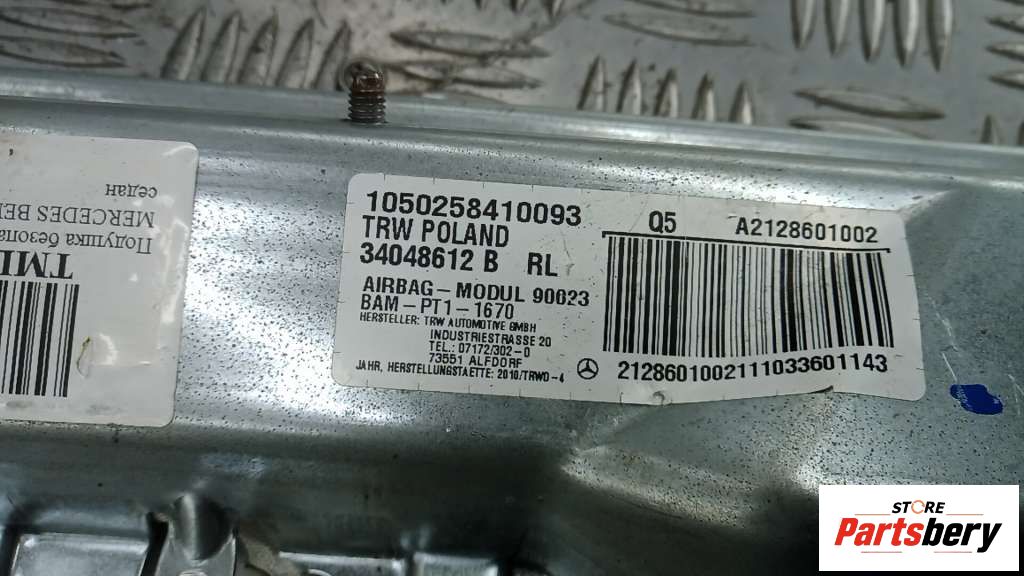 1050258410093
TRW POLAND
34048612 B RL
AIRBAG-MODUL 90023
BAM-PT1-1670
HERSTELLER: TRW AUTOMOTIVE GMBH
INDUSTRIESTRASSE 20
TEL.:07172/302-0
73551 ALFDORF
JAHR, HERSTELLUNGSTAETTE: 2010/TRWO-4
Q5 A2128601002
2128601002111033601143
седан
MERCEDES
Подушка
STORE
Partsbery